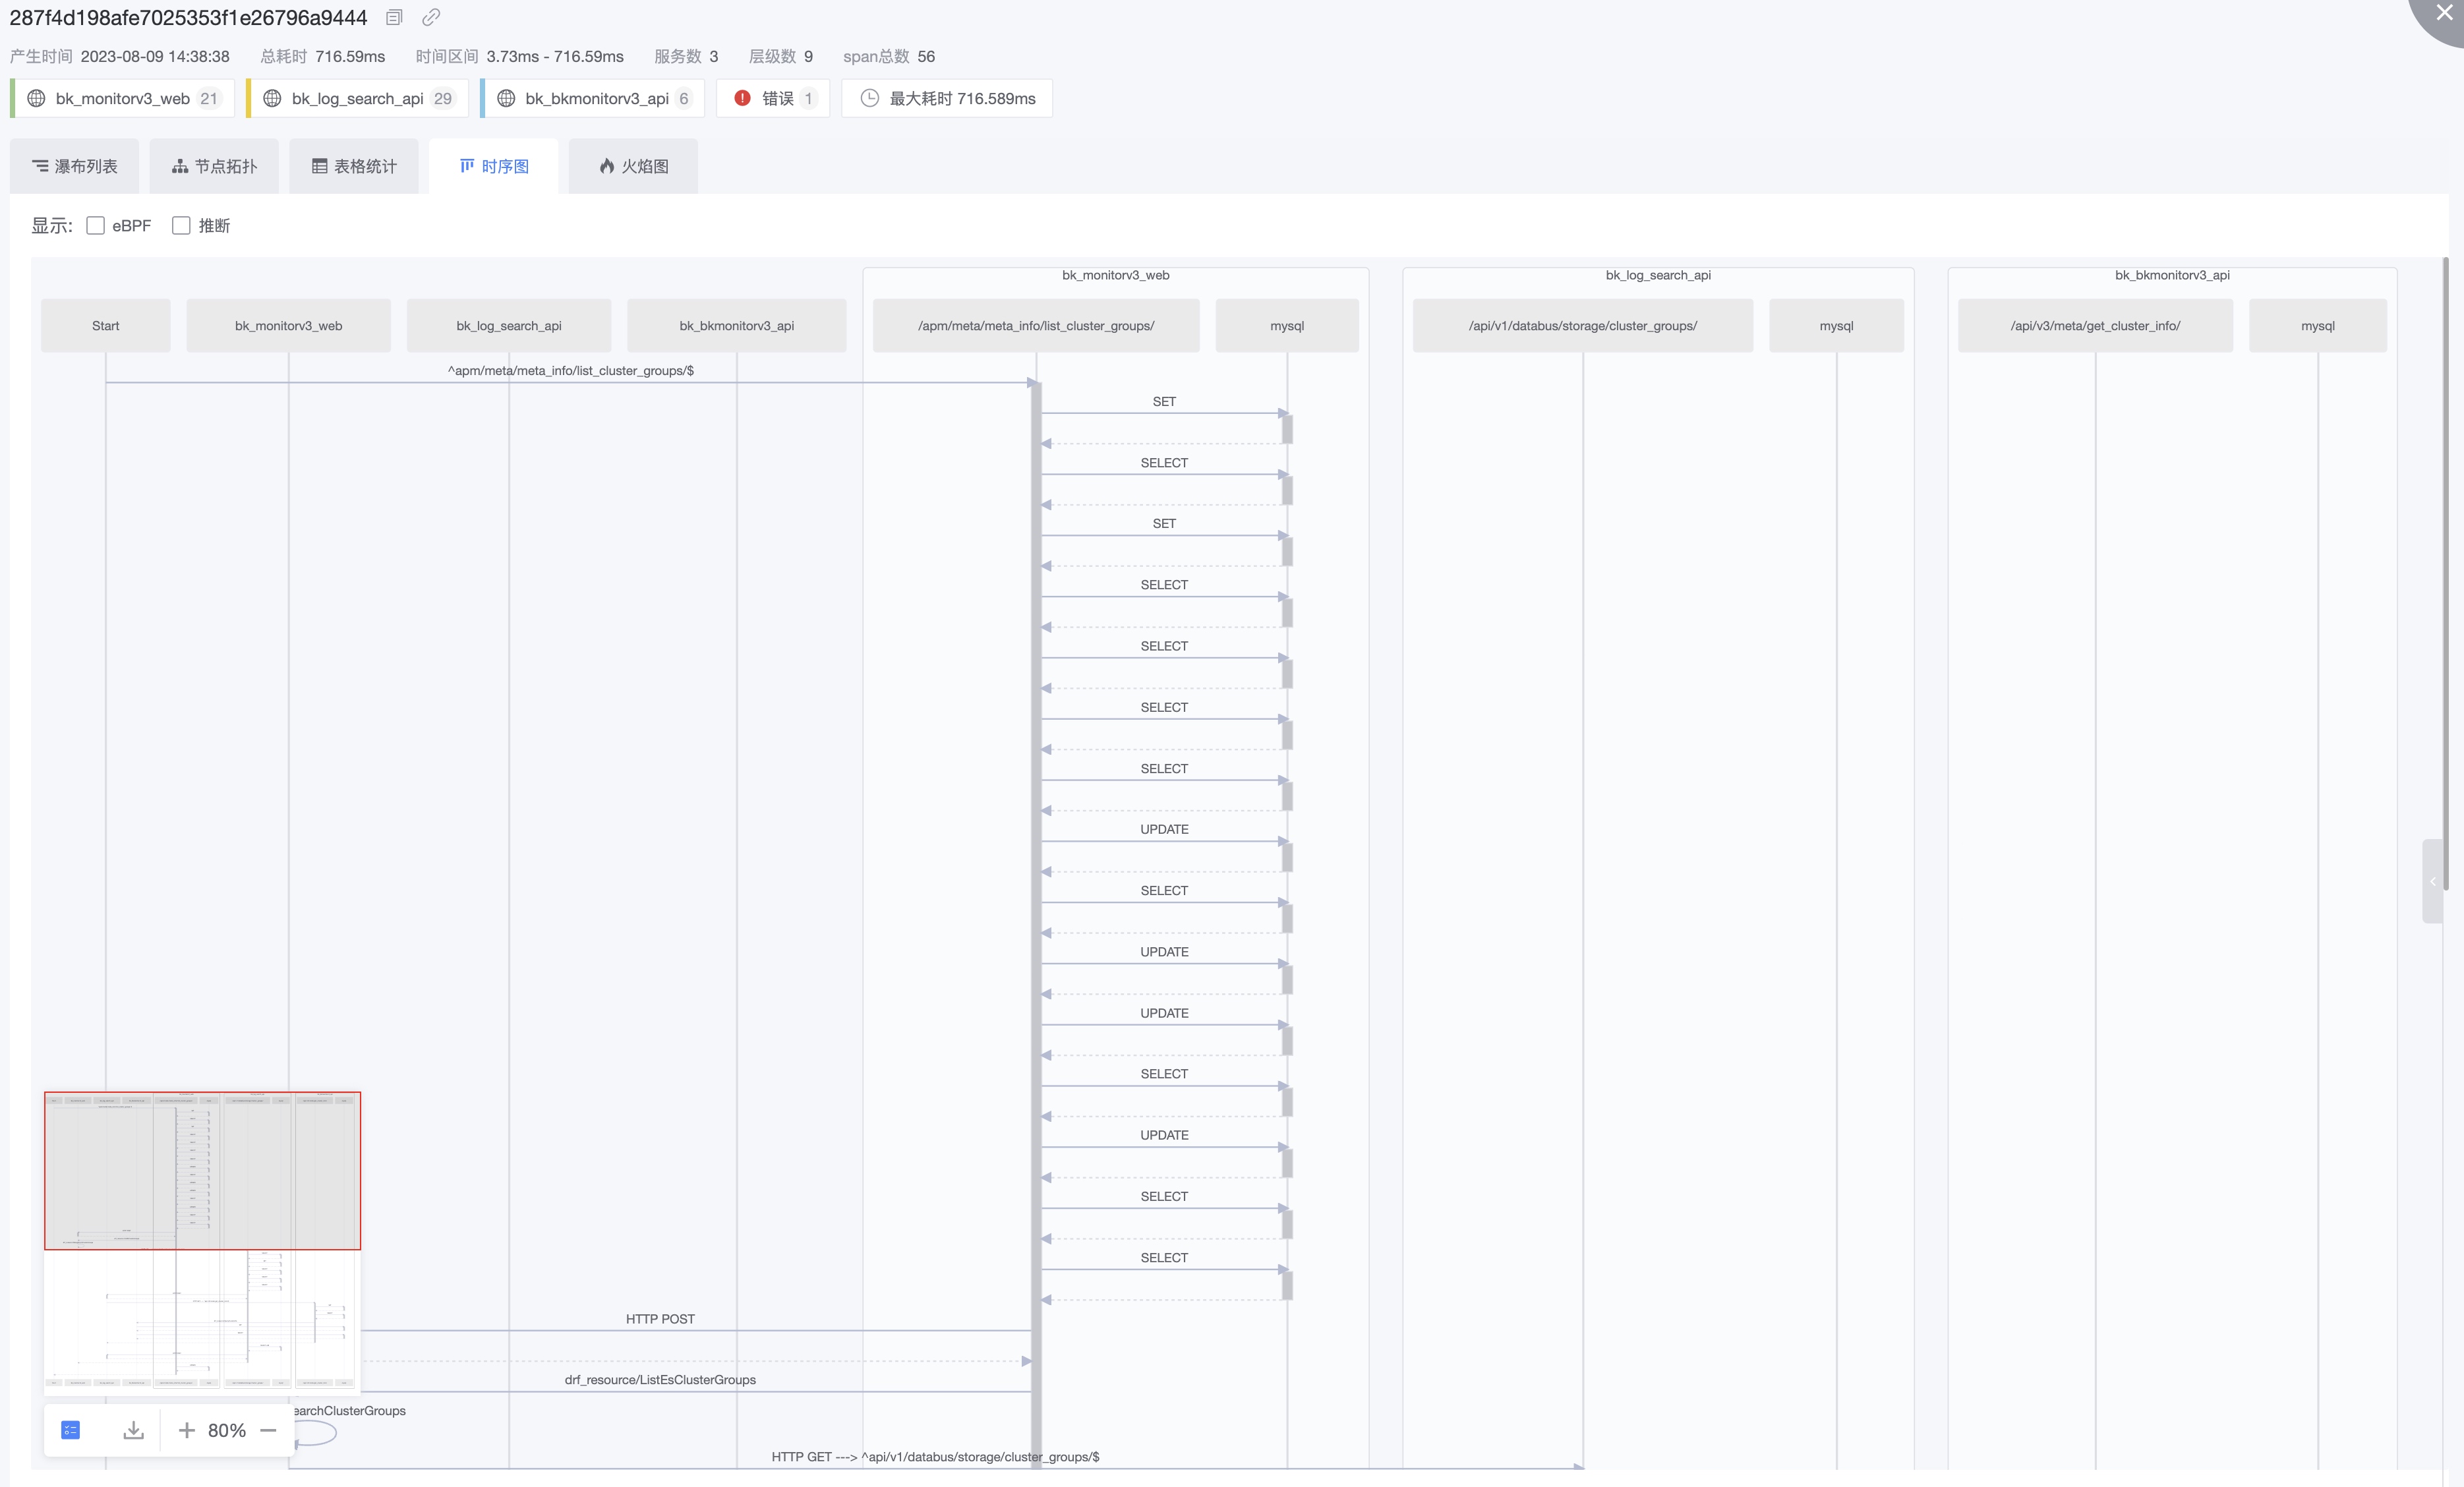 287f4d198afe7025353f1e26796a9444
产生时间 2023-08-09 14:38:38 总耗时 716.59ms 时间区间 3.73ms - 716.59ms 服务数 3 层级数 9 span总数 56
bk_monitorv3_web 21 bk_log_search_api 29 bk_bkmonitorv3_api 6 错误 1 最大耗时 716.589ms
瀑布列表 节点拓扑 表格统计 时序图 火焰图
显示: eBPF 推断
bk_monitorv3_web bk_log_search_api bk_bkmonitorv3_api
Start bk_monitorv3_web bk_log_search_api bk_bkmonitorv3_api /apm/meta/meta_info/list_cluster_groups/ mysql /api/v1/databus/storage/cluster_groups/ mysql /api/v3/meta/get_cluster_info/ mysql
^apm/meta/meta_info/list_cluster_groups/$
SET
SELECT
SET
SELECT
SELECT
SELECT
SELECT
UPDATE
SELECT
UPDATE
UPDATE
SELECT
UPDATE
SELECT
SELECT
HTTP POST
drf_resource/ListEsClusterGroups
earchClusterGroups
80%
HTTP GET ---> ^api/v1/databus/storage/cluster_groups/$